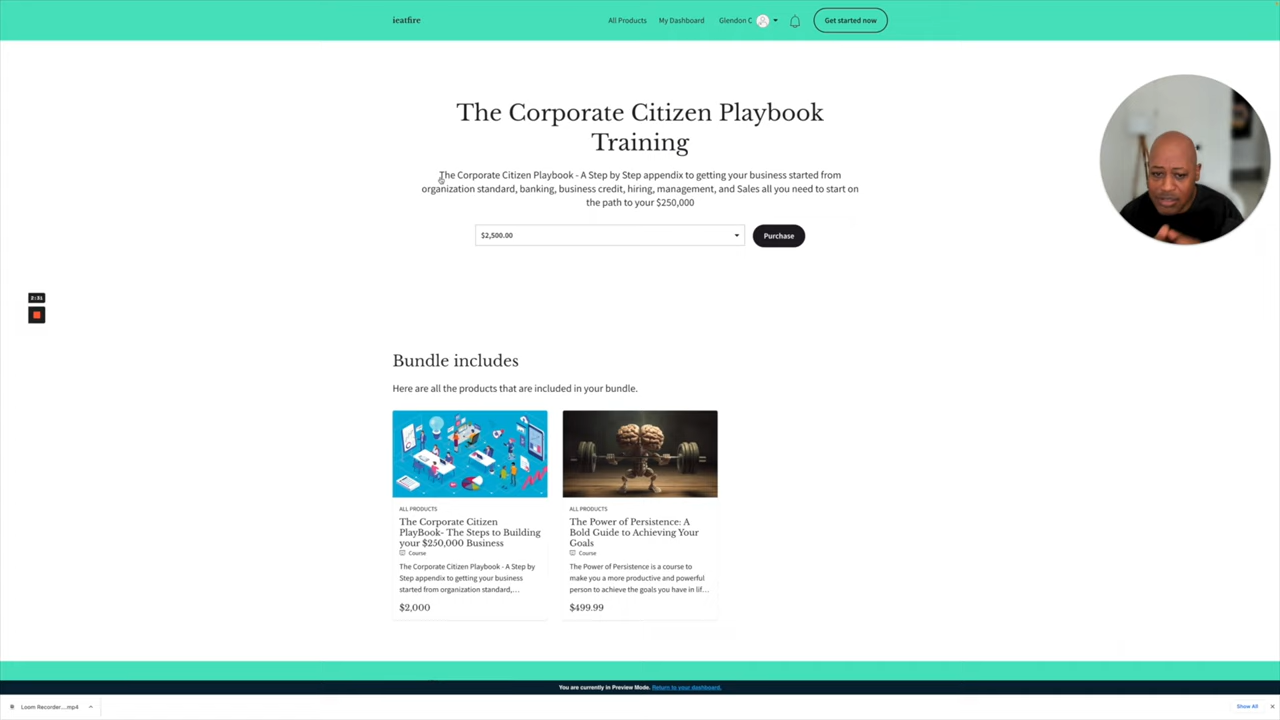 ieatfire
All Products
My Dashboard
Glendon C
Get started now
The Corporate Citizen Playbook
Training
The Corporate Citizen Playbook - A Step by Step appendix to getting your business started from
organization standard, banking, business credit, hiring, management, and Sales all you need to start on
the path to your $250,000
$2,500.00
Purchase
2:31
Bundle includes
Here are all the products that are included in your bundle.
ALL PRODUCTS
The Corporate Citizen
PlayBook- The Steps to Building
your $250,000 Business
Course
The Corporate Citizen Playbook - A Step by
Step appendix to getting your business
started from organization standard,...
$2,000
ALL PRODUCTS
The Power of Persistence: A
Bold Guide to Achieving Your
Goals
Course
The Power of Persistence is a course to
make you a more productive and powerful
person to achieve the goals you have in lif...
$499.99
You are currently in Preview Mode. Return to your dashboard.
Loom Recorder....mp4
Show All